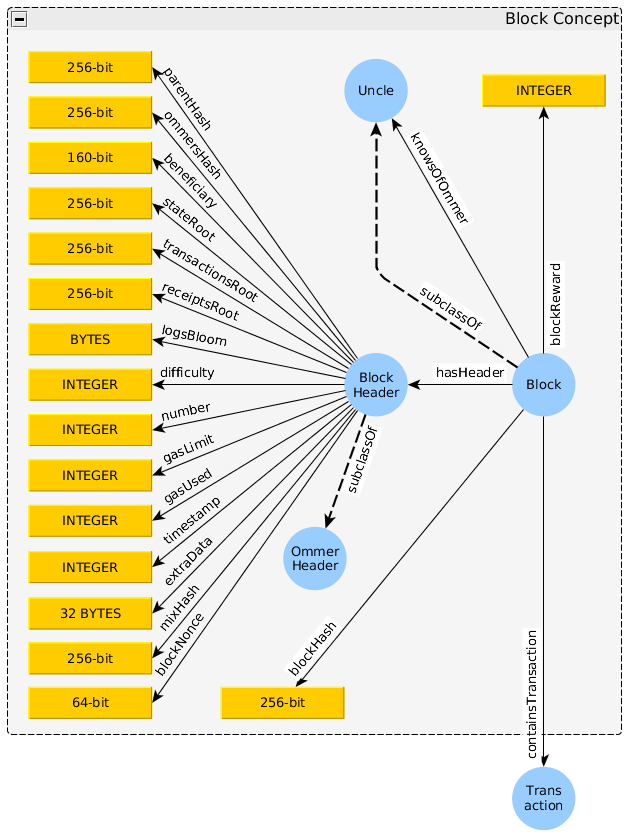 Block Concept
256-bit
parentHash
Uncle
INTEGER
256-bit
ommersHash
knowsOfOmmer
160-bit
beneficiary
256-bit
stateRoot
256-bit
transactionsRoot
256-bit
receiptsRoot
subclassOf
blockReward
BYTES
logsBloom
INTEGER
difficulty
Block
Header
hasHeader
Block
INTEGER
number
INTEGER
gasLimit
subclassOf
INTEGER
gasUsed
INTEGER
timestamp
Ommer
Header
32 BYTES
extraData
256-bit
mixHash
64-bit
blockNonce
blockHash
256-bit
containsTransaction
Trans
action